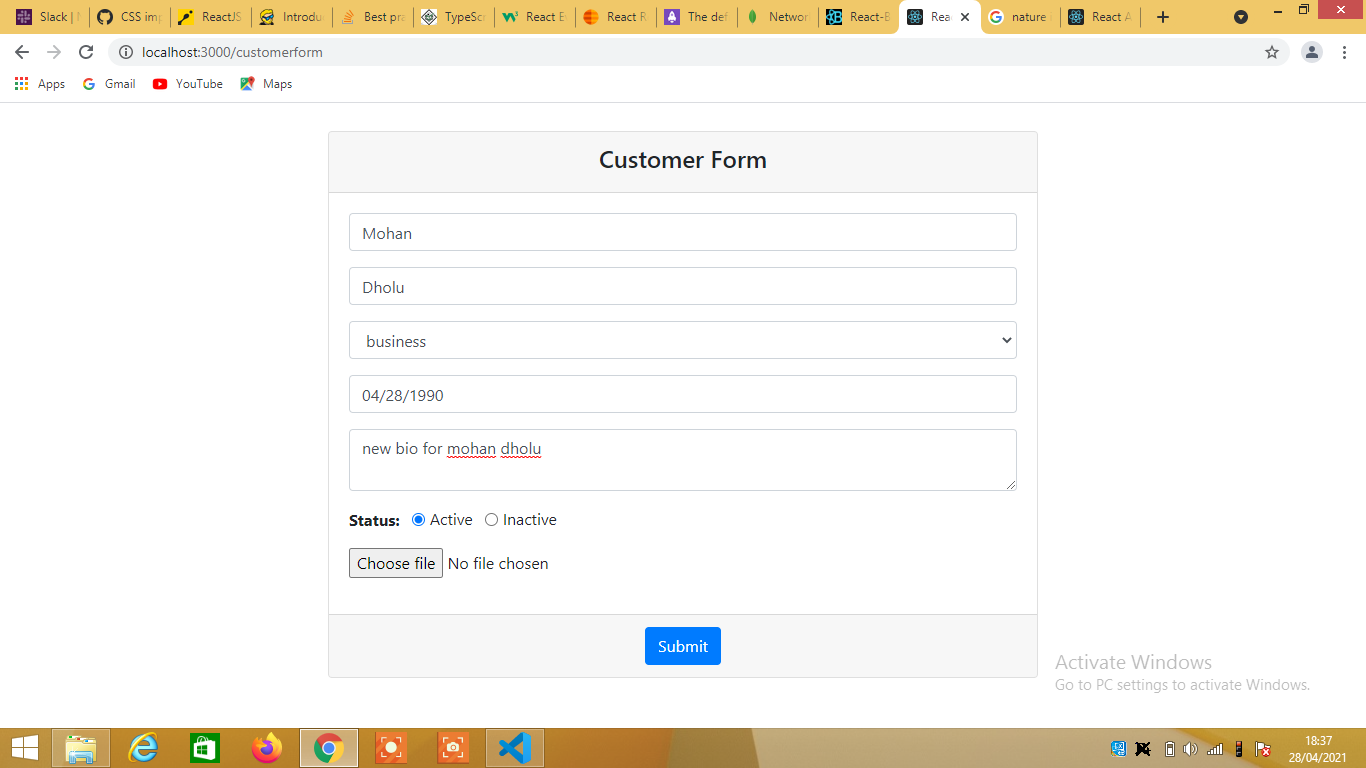 Slack | CSS imp ReactJS Introdu Best pra TypeScr React E React R The def Networ React-B Rea nature React A
localhost:3000/customerform
Apps Gmail YouTube Maps
Customer Form
Mohan
Dholu
business
04/28/1990
new bio for mohan dholu
Status: Active Inactive
Choose file No file chosen
Submit
Activate Windows
Go to PC settings to activate Windows.
18:37
28/04/2021